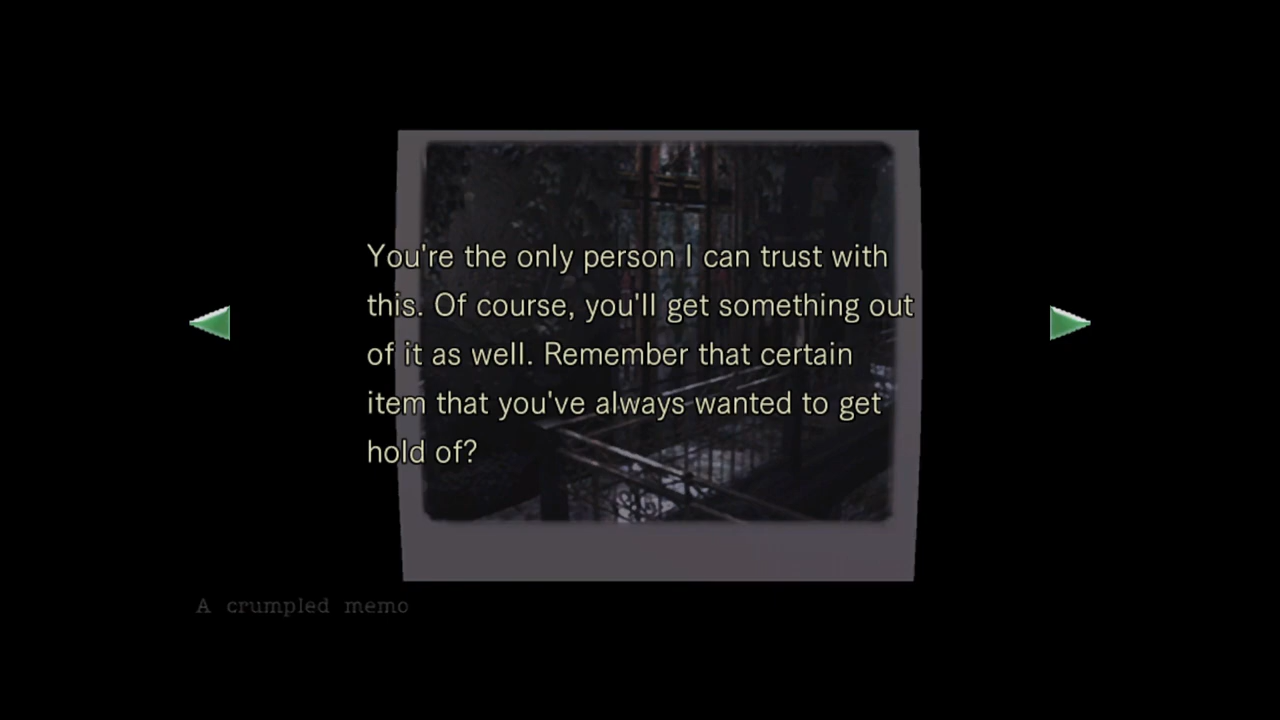 You're the only person I can trust with
this. Of course, you'll get something out
of it as well. Remember that certain
item that you've always wanted to get
hold of?
A crumpled memo